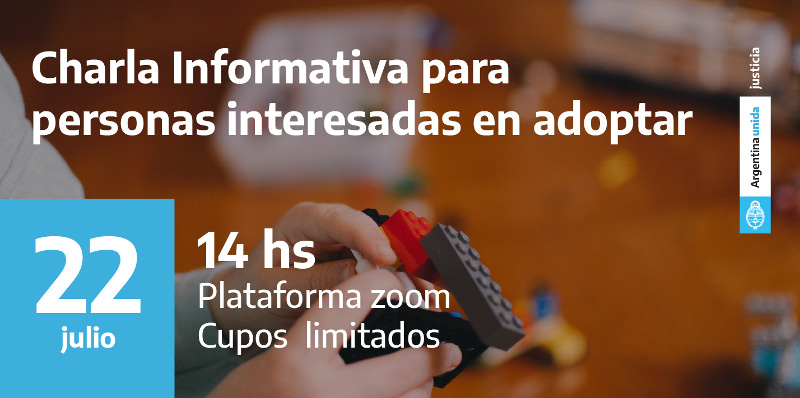 Charla Informativa para
personas interesadas en adoptar
22
julio
14 hs
Plataforma zoom
Cupos limitados
Argentina unida
justicia